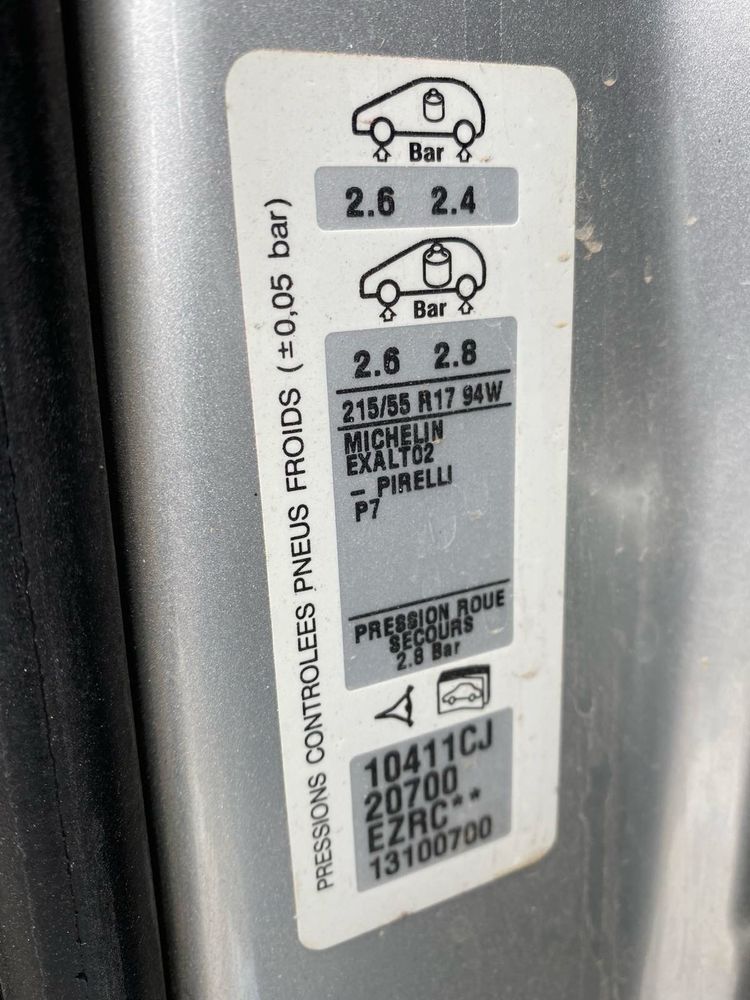 Bar
2.6 2.4
Bar
2.6 2.8
215/55 R17 94W
MICHELIN
EXALTO2
– PIRELLI
P7
PRESSION ROUE
SECOURS
2.8 Bar
10411CJ
20700
EZRC**
13100700
PRESSIONS CONTROLEES PNEUS FROIDS (±0,05 bar)